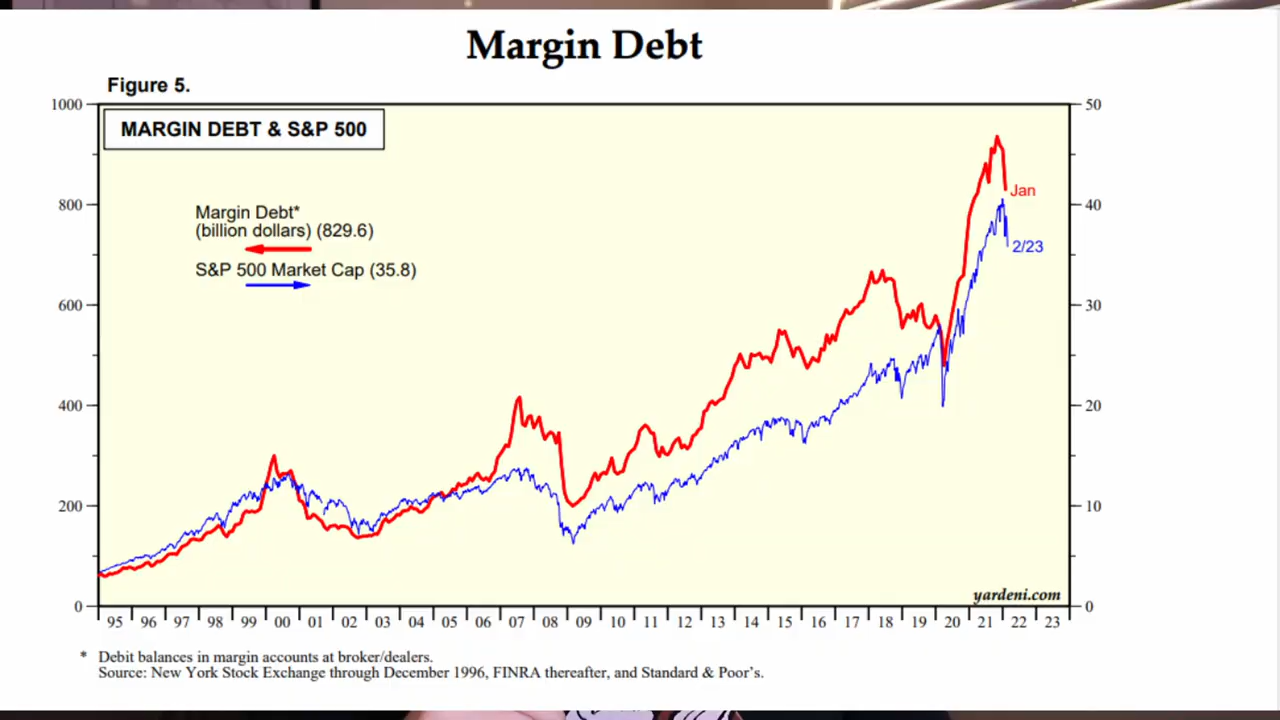 Margin Debt
Figure 5.
1000
50
MARGIN DEBT & S&P 500
Margin Debt*
(billion dollars) (829.6)
S&P 500 Market Cap (35.8)
Jan
800
40
2/23
600
30
400
20
200
10
yardeni.com
0
0
95 96 97 98 99 00 01 02 03 04 05 06 07 08 09 10 11 12 13 14 15 16 17 18 19 20 21 22 23
* Debit balances in margin accounts at broker/dealers.
Source: New York Stock Exchange through December 1996, FINRA thereafter, and Standard & Poor's.